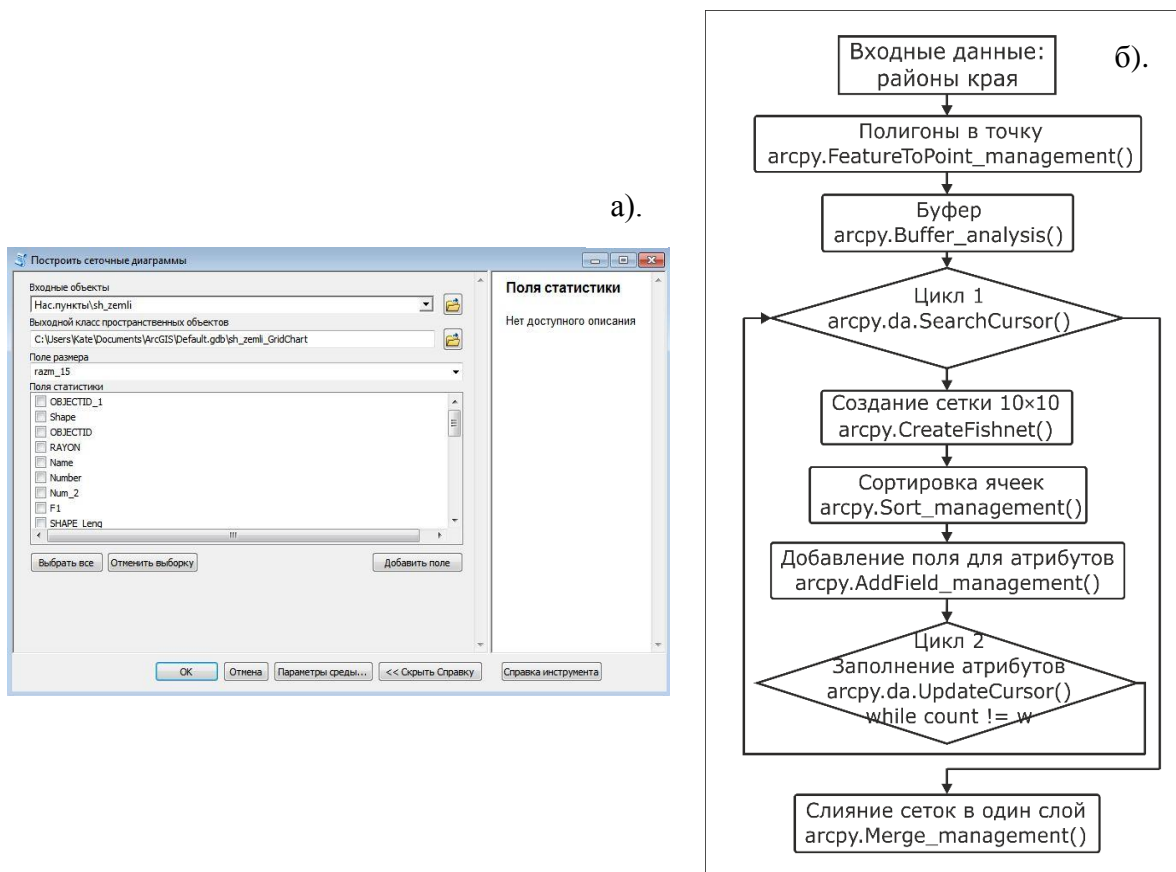 а).
Построить сеточные диаграммы
Входные объекты
Нас.пункты\sh_zemli
Выходной класс пространственных объектов
C:\Users\Kate\Documents\ArcGIS\Default.gdb\sh_zemli_GridChart
Поле размера
razm_15
Поля статистики
OBJECTID_1
Shape
OBJECTID
RAYON
Name
Number
Num_2
F1
SHAPE_Leng
Выбрать все
Отменить выборку
Добавить поле
OK
Отмена
Параметры среды...
<< Скрыть Справку
Поля статистики
Нет доступного описания
Справка инструмента
б).
Входные данные:
районы края
Полигоны в точку
arcpy.FeatureToPoint_management()
Буфер
arcpy.Buffer_analysis()
Цикл 1
arcpy.da.SearchCursor()
Создание сетки 10×10
arcpy.CreateFishnet()
Сортировка ячеек
arcpy.Sort_management()
Добавление поля для атрибутов
arcpy.AddField_management()
Цикл 2
Заполнение атрибутов
arcpy.da.UpdateCursor()
while count != w
Слияние сеток в один слой
arcpy.Merge_management()